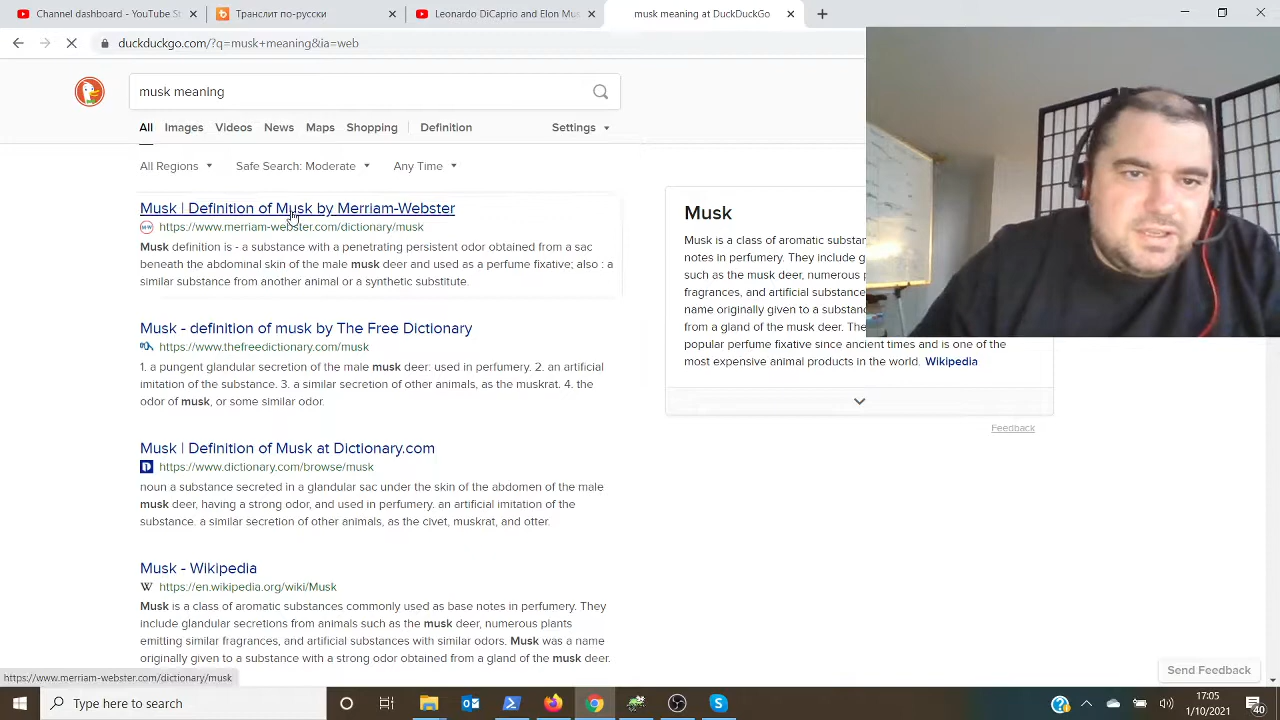 Channel dashboard - YouTube St
Транслит по-русски
Leonardo DiCaprio and Elon Mus
musk meaning at DuckDuckGo
duckduckgo.com/?q=musk+meaning&ia=web
musk meaning
All Images Videos News Maps Shopping Definition Settings
All Regions Safe Search: Moderate Any Time
Musk | Definition of Musk by Merriam-Webster
https://www.merriam-webster.com/dictionary/musk
Musk definition is - a substance with a penetrating persistent odor obtained from a sac
beneath the abdominal skin of the male musk deer and used as a perfume fixative; also : a
similar substance from another animal or a synthetic substitute.
Musk - definition of musk by The Free Dictionary
https://www.thefreedictionary.com/musk
1. a pungent glandular secretion of the male musk deer: used in perfumery. 2. an artificial
imitation of the substance. 3. a similar secretion of other animals, as the muskrat. 4. the
odor of musk, or some similar odor.
Musk | Definition of Musk at Dictionary.com
https://www.dictionary.com/browse/musk
noun a substance secreted in a glandular sac under the skin of the abdomen of the male
musk deer, having a strong odor, and used in perfumery. an artificial imitation of the
substance. a similar secretion of other animals, as the civet, muskrat, and otter.
Musk - Wikipedia
W https://en.wikipedia.org/wiki/Musk
Musk is a class of aromatic substances commonly used as base notes in perfumery. They
include glandular secretions from animals such as the musk deer, numerous plants
emitting similar fragrances, and artificial substances with similar odors. Musk was a name
originally given to a substance with a strong odor obtained from a gland of the musk deer.
Musk
Musk is a class of aromatic substan
notes in perfumery. They include g
such as the musk deer, numerous p
fragrances, and artificial substances
name originally given to a substanc
from a gland of the musk deer. The
popular perfume fixative since ancient times and is one of the
most expensive animal products in the world. Wikipedia
Feedback
Send Feedback
https://www.merriam-webster.com/dictionary/musk
Type here to search
17:05
1/10/2021
40